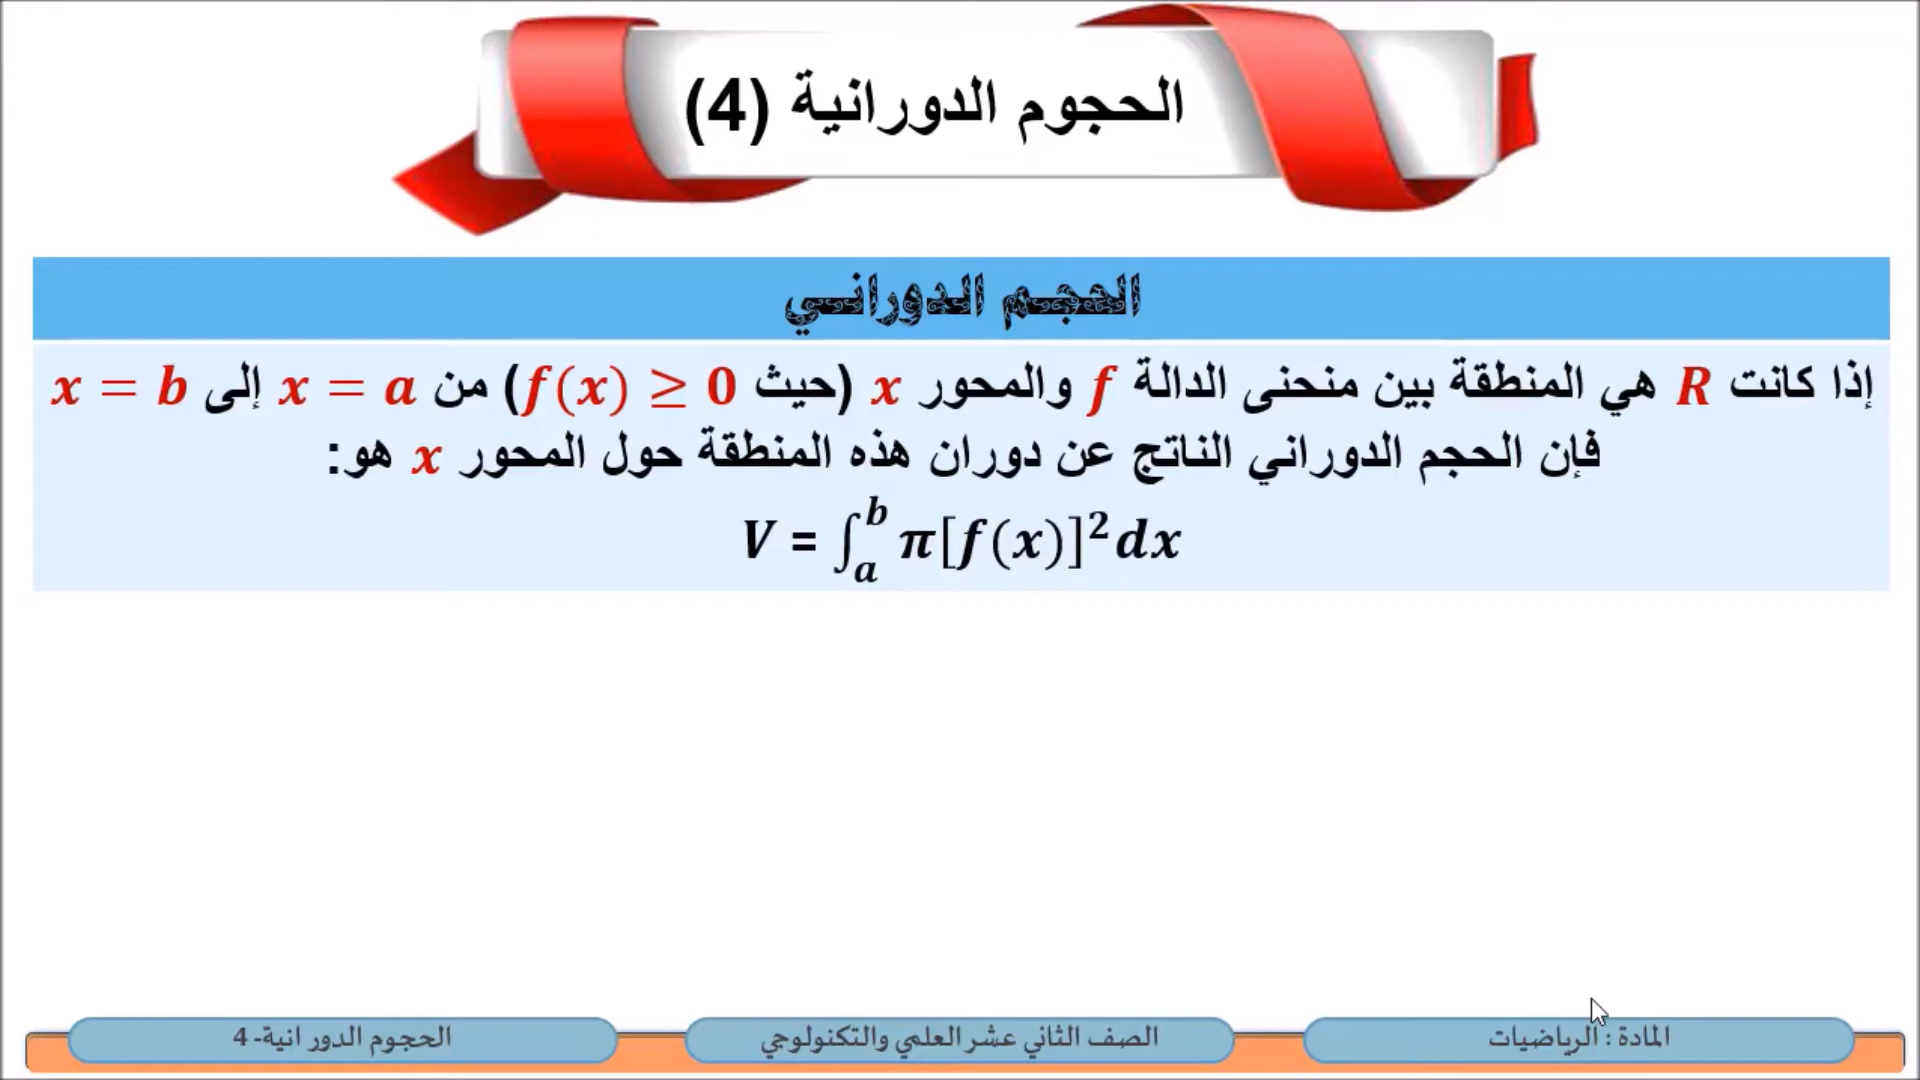 الحجوم الدورانية (4)
الحجم الدوراني
إذا كانت R هي المنطقة بين منحنى الدالة f والمحور x (حيث f(x) ≥ 0) من x = a إلى x = b
فإن الحجم الدوراني الناتج عن دوران هذه المنطقة حول المحور x هو:
V = ∫_a^b π[f(x)]² dx
المادة : الرياضيات
الصف الثاني عشر العلمي والتكنولوجي
الحجوم الدورانية- 4